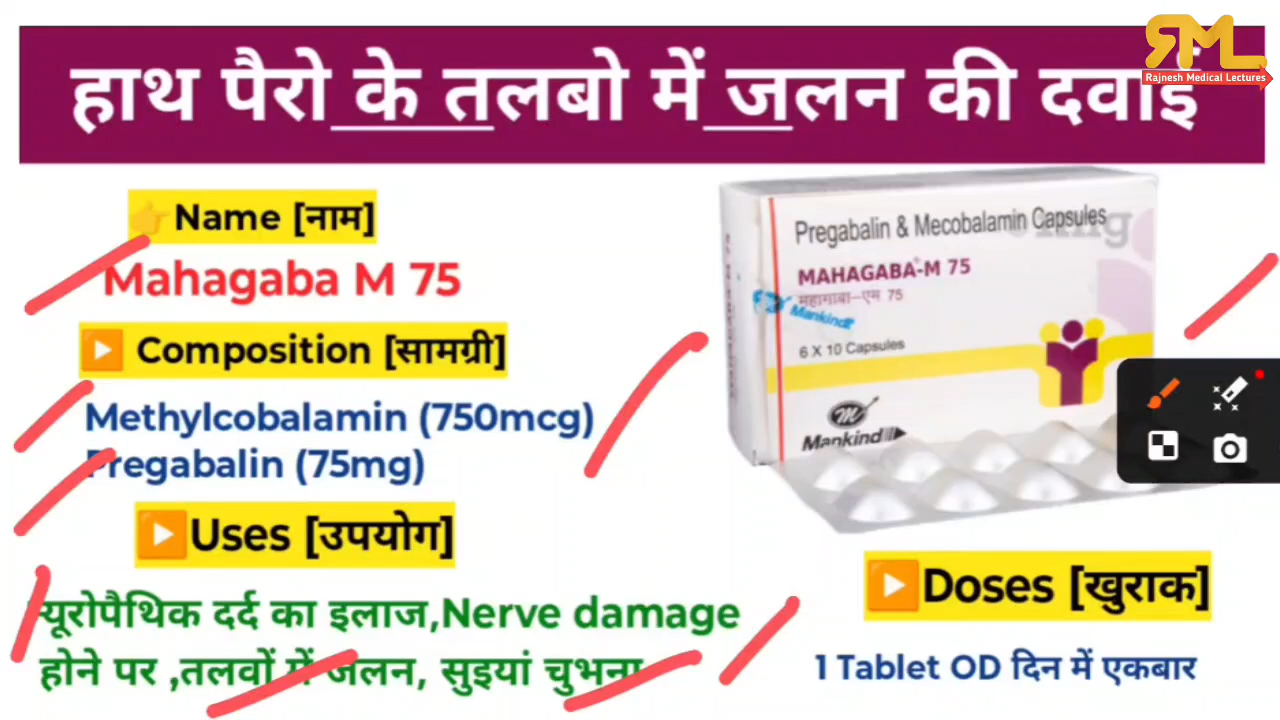 RML
Rajnesh Medical Lectures
हाथ पैरो के तलबो में जलन की दवाई
👉Name [नाम]
Mahagaba M 75
▶️ Composition [सामग्री]
Methylcobalamin (750mcg)
Pregabalin (75mg)
▶️Uses [उपयोग]
न्यूरोपैथिक दर्द का इलाज,Nerve damage
होने पर ,तलवों में जलन, सुइयां चुभना
Pregabalin & Mecobalamin Capsules
MAHAGABA-M 75
महागाबा–एम 75
Mankind
6 X 10 Capsules
Mankind
▶️Doses [खुराक]
1 Tablet OD दिन में एकबार